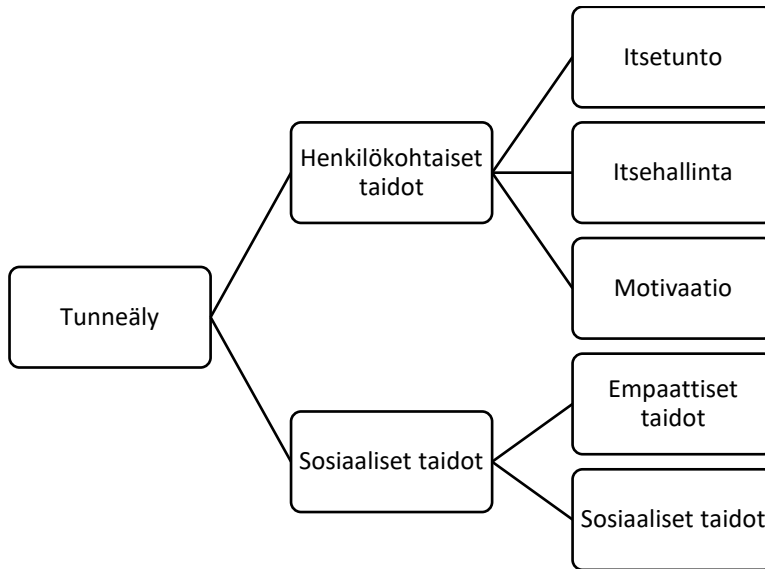 Tunneäly
Henkilökohtaiset
taidot
Itsetunto
Itsehallinta
Motivaatio
Sosiaaliset taidot
Empaattiset
taidot
Sosiaaliset taidot